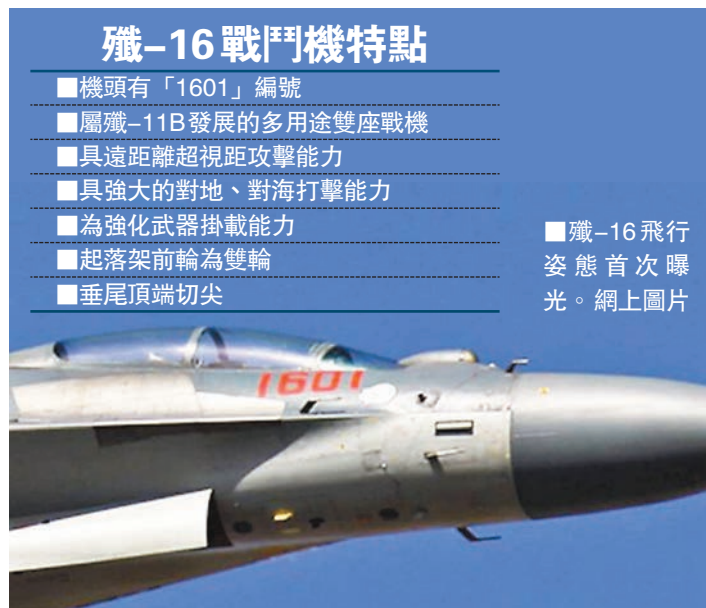 殲–16戰鬥機特點
■機頭有「1601」編號
■屬殲–11B發展的多用途雙座戰機
■具遠距離超視距攻擊能力
■具強大的對地、對海打擊能力
■為強化武器掛載能力
■起落架前輪為雙輪
■垂尾頂端切尖
■殲–16飛行
姿態首次曝
光。網上圖片
1601